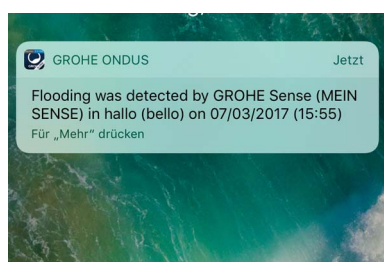 GROHE ONDUS
Jetzt
Flooding was detected by GROHE Sense (MEIN
SENSE) in hallo (bello) on 07/03/2017 (15:55)
Für „Mehr“ drücken